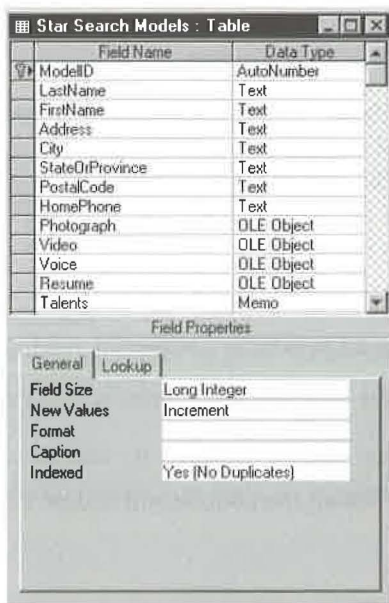 Star Search Models : Table
Field Name Data Type
ModelID AutoNumber
LastName Text
FirstName Text
Address Text
City Text
StateOrProvince Text
PostalCode Text
HomePhone Text
Photograph OLE Object
Video OLE Object
Voice OLE Object
Resume OLE Object
Talents Memo
Field Properties
General Lookup
Field Size Long Integer
New Values Increment
Format
Caption
Indexed Yes (No Duplicates)